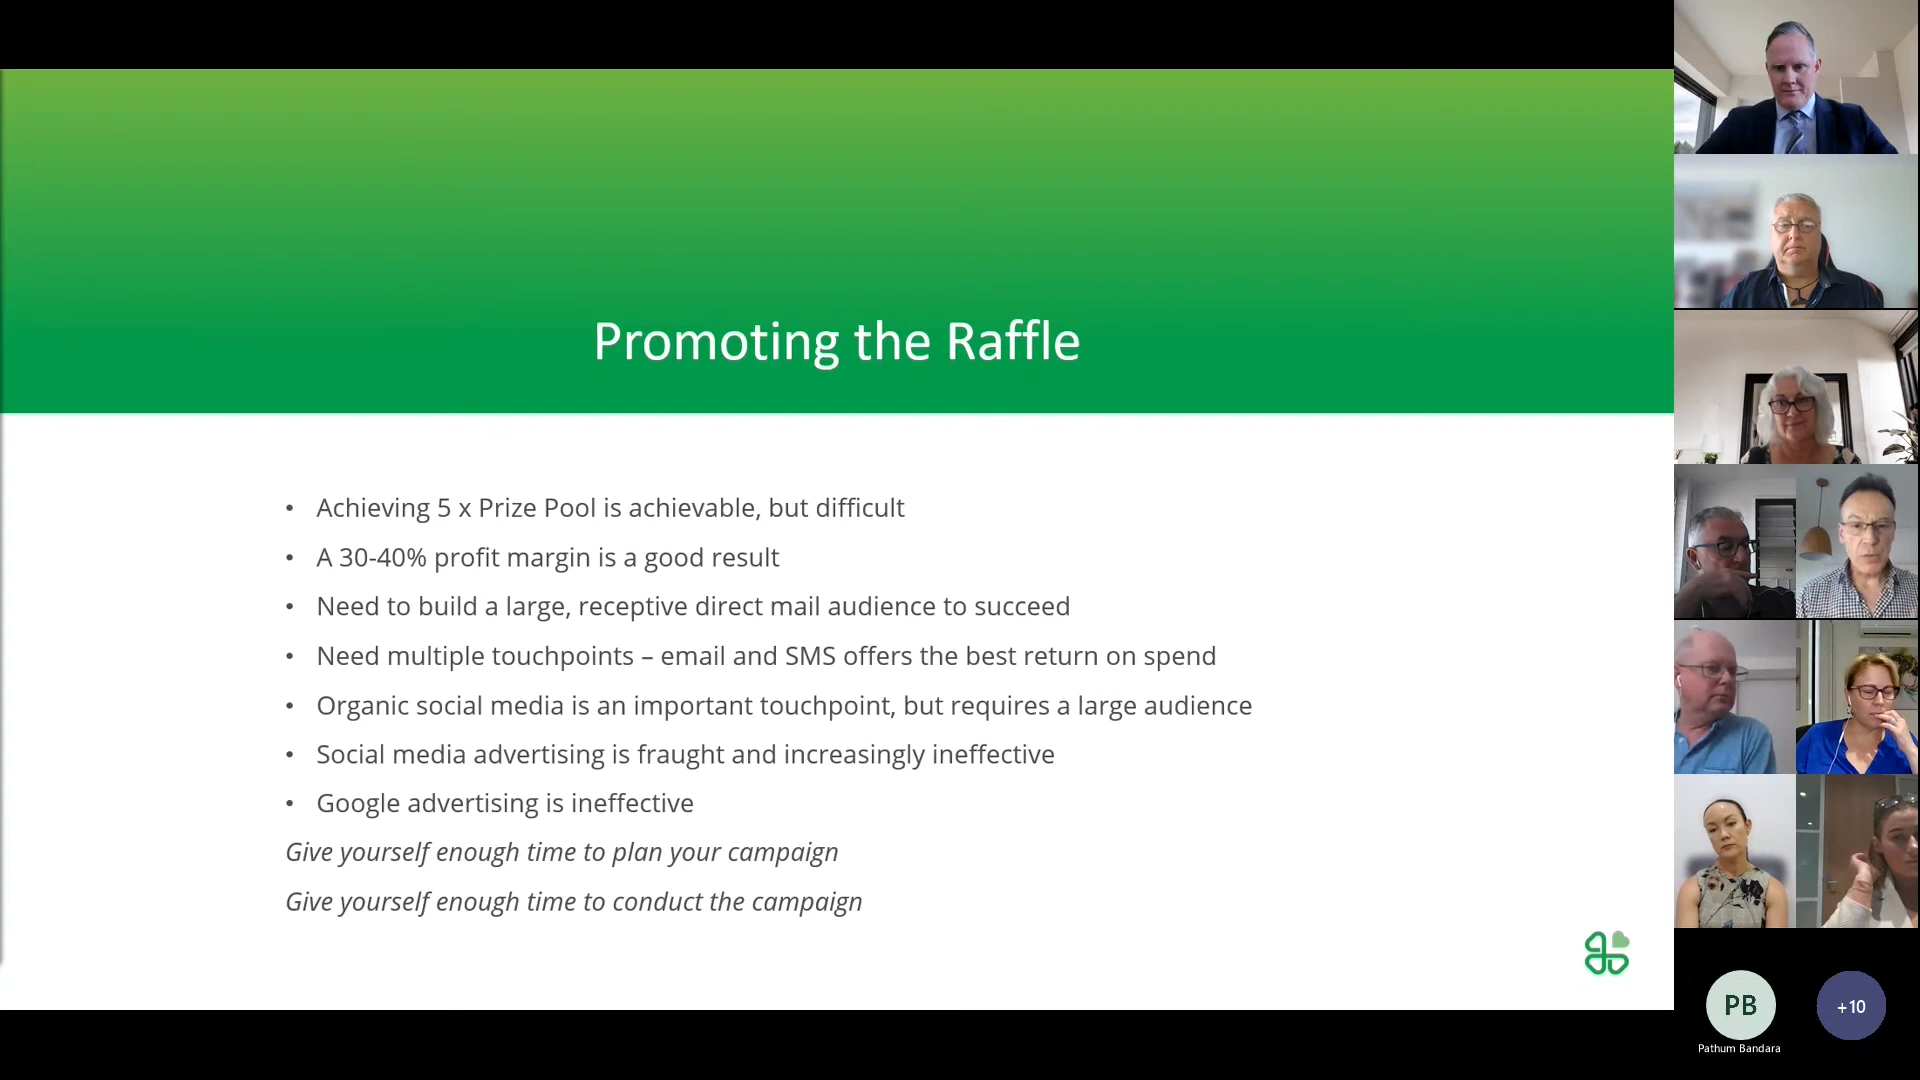 Promoting the Raffle
• Achieving 5 x Prize Pool is achievable, but difficult
• A 30-40% profit margin is a good result
• Need to build a large, receptive direct mail audience to succeed
• Need multiple touchpoints – email and SMS offers the best return on spend
• Organic social media is an important touchpoint, but requires a large audience
• Social media advertising is fraught and increasingly ineffective
• Google advertising is ineffective
Give yourself enough time to plan your campaign
Give yourself enough time to conduct the campaign
PB
+10
Pathum Bandara